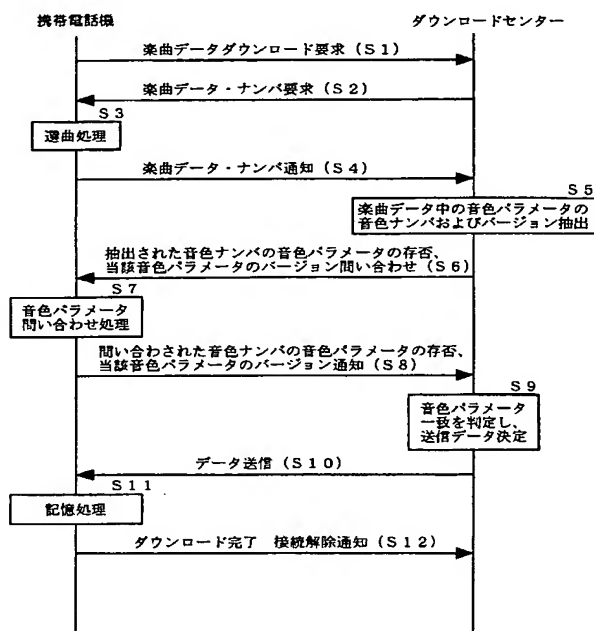 携帯電話機
ダウンロードセンター
楽曲データダウンロード要求（S1）
楽曲データ・ナンバ要求（S2）
S3
選曲処理
楽曲データ・ナンバ通知（S4）
S5
楽曲データ中の音色パラメータの
音色ナンバおよびバージョン抽出
抽出された音色ナンバの音色パラメータの存否、
当該音色パラメータのバージョン問い合わせ（S6）
S7
音色パラメータ
問い合わせ処理
問い合わされた音色ナンバの音色パラメータの存否、
当該音色パラメータのバージョン通知（S8）
S9
音色パラメータ
一致を判定し、
送信データ決定
データ送信（S10）
S11
記憶処理
ダウンロード完了　接続解除通知（S12）